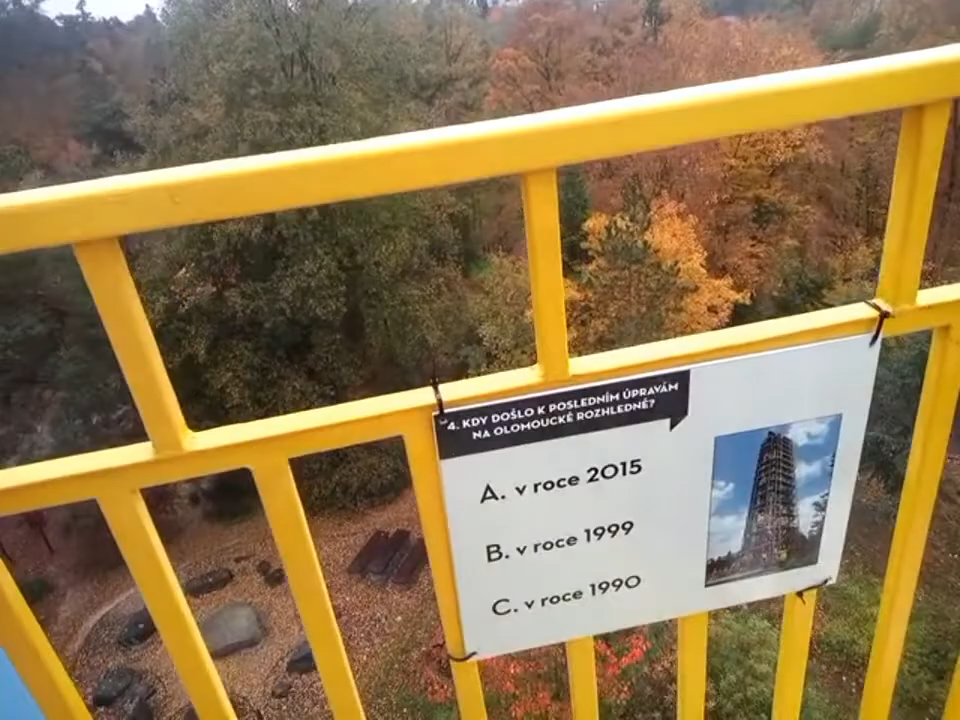 4. KDY DOŠLO K POSLEDNÍM ÚPRAVÁM
NA OLOMOUCKÉ ROZHLEDNĚ?
A. v roce 2015
B. v roce 1999
C. v roce 1990